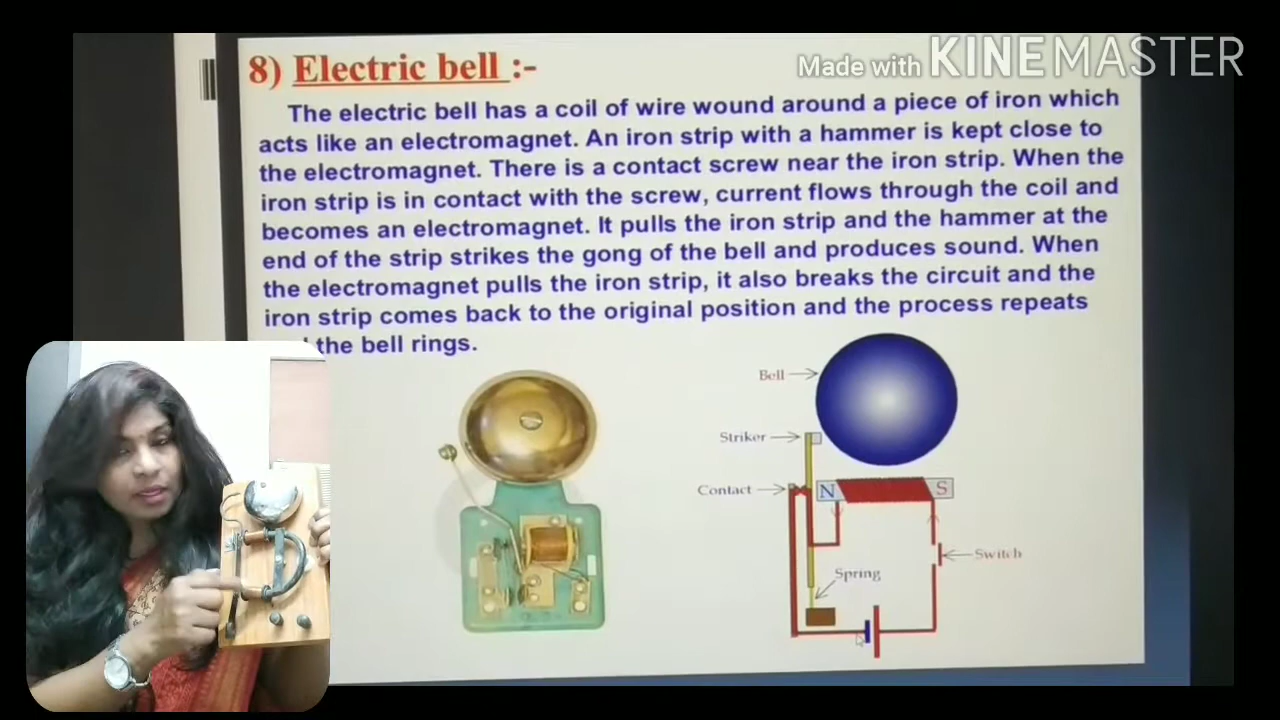 Made with KINEMASTER
8) Electric bell :-
The electric bell has a coil of wire wound around a piece of iron which
acts like an electromagnet. An iron strip with a hammer is kept close to
the electromagnet. There is a contact screw near the iron strip. When the
iron strip is in contact with the screw, current flows through the coil and
becomes an electromagnet. It pulls the iron strip and the hammer at the
end of the strip strikes the gong of the bell and produces sound. When
the electromagnet pulls the iron strip, it also breaks the circuit and the
iron strip comes back to the original position and the process repeats
the bell rings.
Bell
Striker
Contact
N
S
Switch
Spring